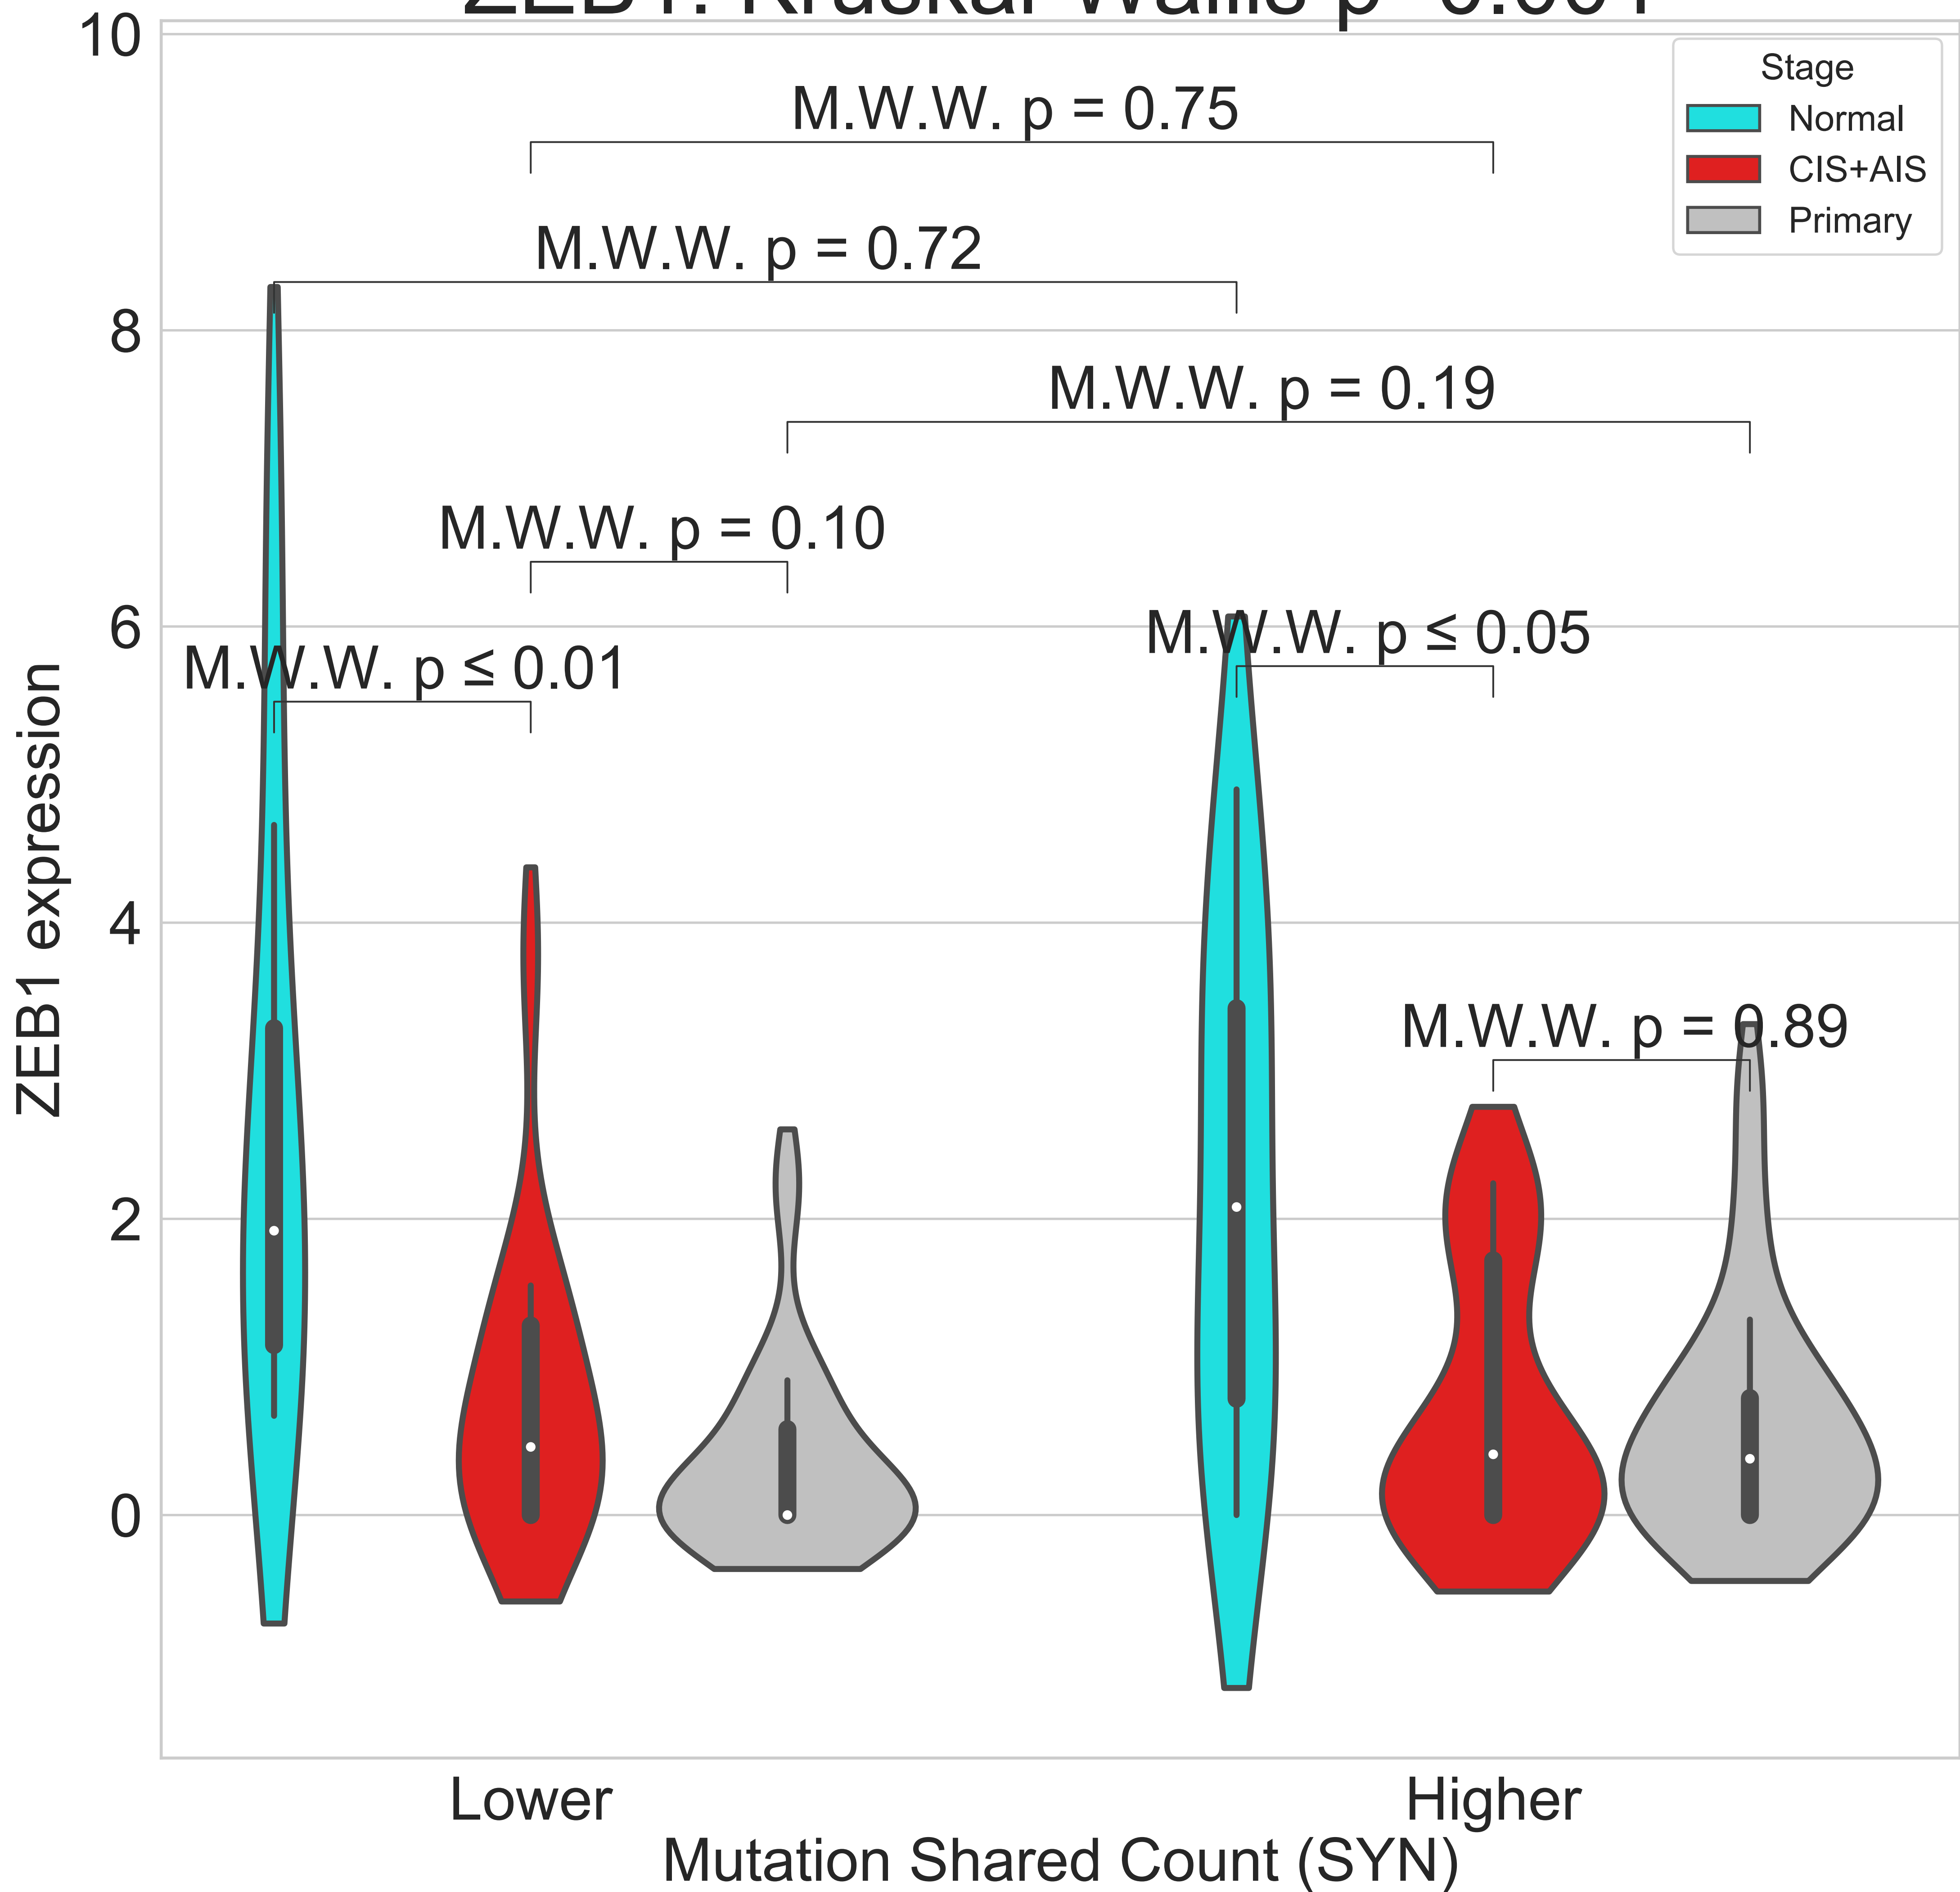 10
Stage
Normal
CIS+AIS
Primary
M.W.W. p = 0.75
M.W.W. p = 0.72
8
M.W.W. p = 0.19
M.W.W. p = 0.10
6
M.W.W. p ≤ 0.05
M.W.W. p ≤ 0.01
ZEB1 expression
4
M.W.W. p = 0.89
2
0
Lower
Higher
Mutation Shared Count (SYN)